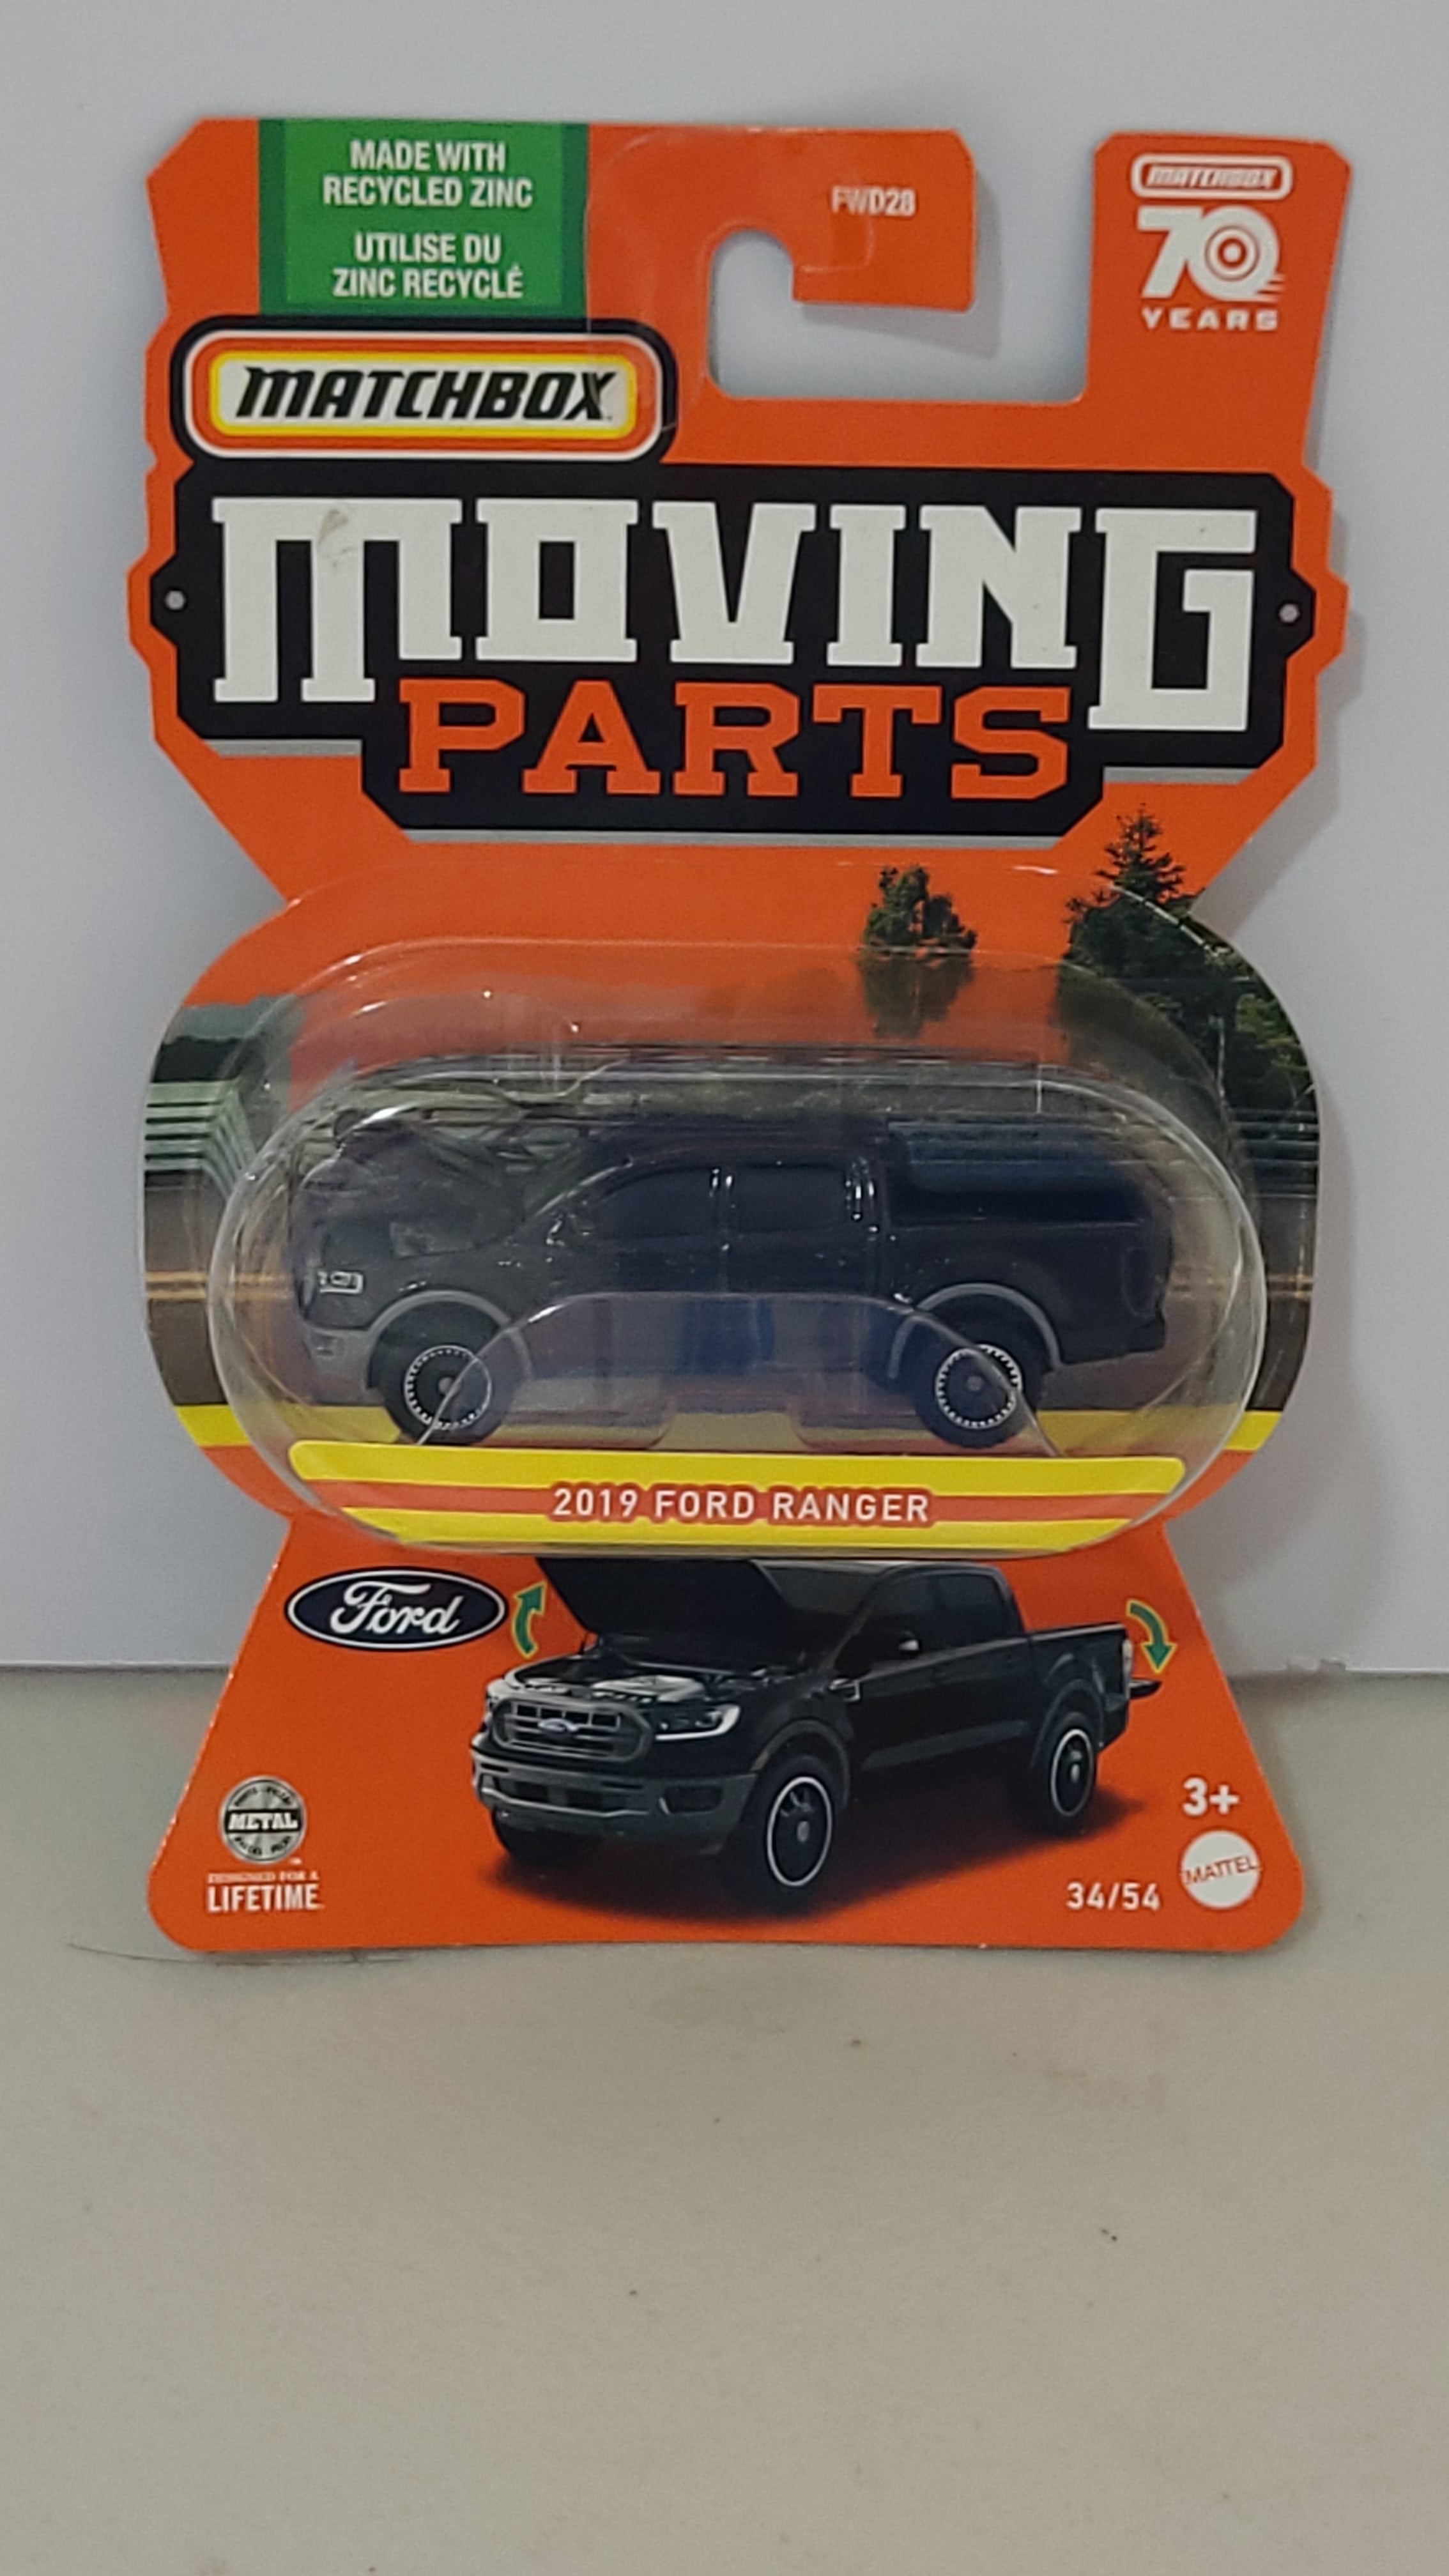 MADE WITH
RECYCLED ZINC
UTILISE DU
ZINC RECYCLÉ
FWD28
MATCHBOX
70
YEARS
MATCHBOX
MOVING
PARTS
2019 FORD RANGER
Ford
METAL
DESIGNED FOR A
LIFETIME
3+
MATTEL
34/54